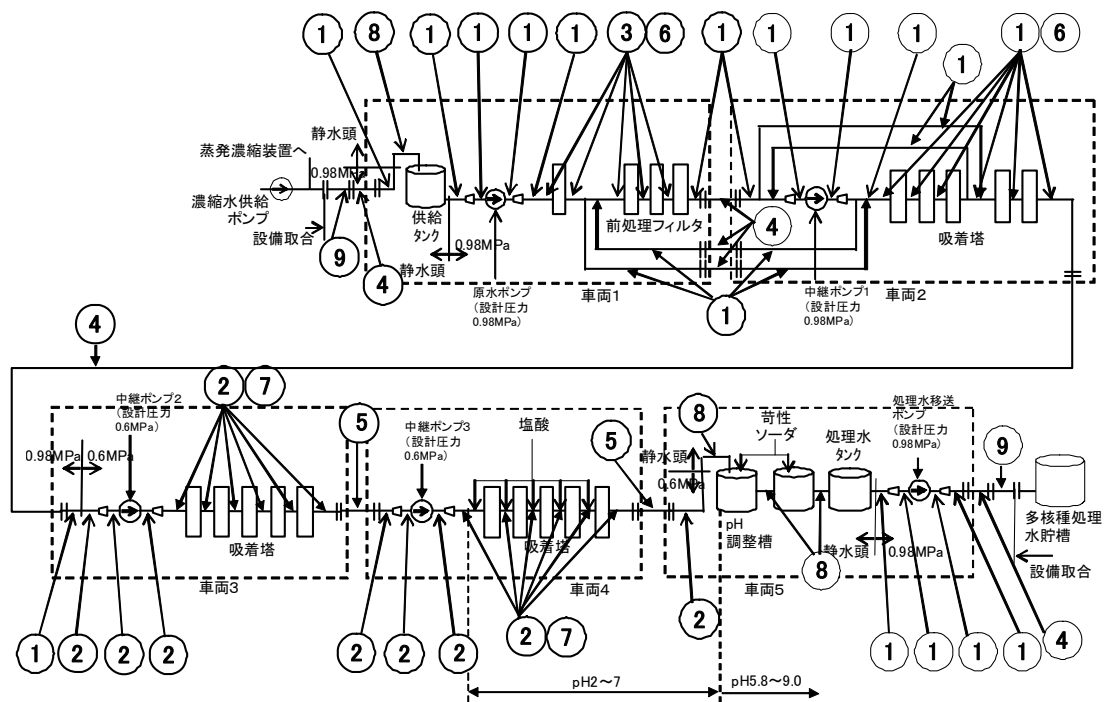 1 8 1 1 1 1 3 6 1 1 1 1 1 6
1
静水頭
蒸発濃縮装置へ
0.98MPa
濃縮水供給
ポンプ
設備取合
供給
タンク
0.98MPa
静水頭
前処理フィルタ
吸着塔
9
4
4
原水ポンプ
(設計圧力
0.98MPa)
車両1
1
中継ポンプ1
(設計圧力
0.98MPa)
車両2
4
中継ポンプ2
(設計圧力
0.6MPa)
2 7
0.98MPa
0.6MPa
吸着塔
車両3
5
中継ポンプ3
(設計圧力
0.6MPa)
塩酸
吸着塔
車両4
5
8
静水頭
0.6MPa
苛性
ソーダ
処理水
タンク
pH
調整槽
処理水移送
ポンプ
(設計圧力
0.98MPa)
9
静水頭
0.98MPa
多核種処理
水貯槽
設備取合
8
車両5
1 2 2 2 2 2 2 2 7 2 1 1 1 1 4
pH2～7
pH5.8～9.0